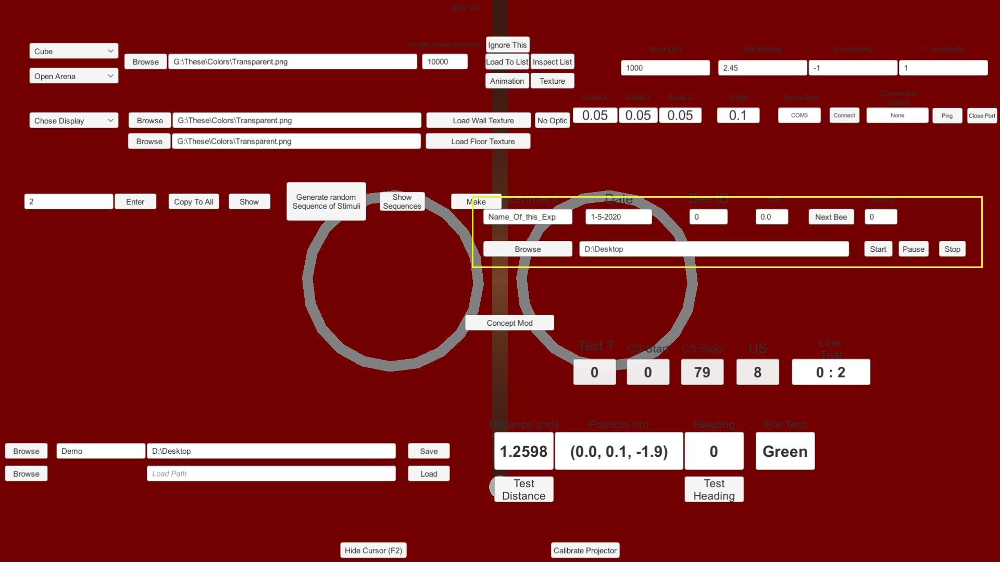 BEE VR
Image Scale (pixel/m)
Ignore This
Cube
Browse
G:\These\Colors\Transparent.png
10000
Load To List
Inspect List
Mice DPI
Ball Radius
X sensitivity
Y sensitivity
1000
2.45
-1
1
Open Arena
Animation
Texture
Scale X
Scale Y
Scale Z
Edge
Serial Port
Connection
Status
0.05
0.05
0.05
0.1
COM3
Connect
None
Ping
Close Port
Chose Display
Browse
G:\These\Colors\Transparent.png
Load Wall Texture
No Optic
Browse
G:\These\Colors\Transparent.png
Load Floor Texture
2
Enter
Copy To All
Show
Generate random
Sequence of Stimuli
Show
Sequences
Make
xeriment
Date
Bee ID
Time
Latency
Name_Of_this_Exp
1-5-2020
0
0.0
Next Bee
0
Browse
D:\Desktop
Start
Pause
Stop
Concept Mod
Test ?
CS Start
CS Stop
US
Line:
Trial
0
0
79
8
0 : 2
Distance (cm)
Position (m)
Heading
Pre Test
1.2598
(0.0, 0.1, -1.9)
0
Green
Browse
Demo
D:\Desktop
Save
Browse
Load Path
Load
Test
Distance
Test
Heading
Hide Cursor (F2)
Calibrate Projector